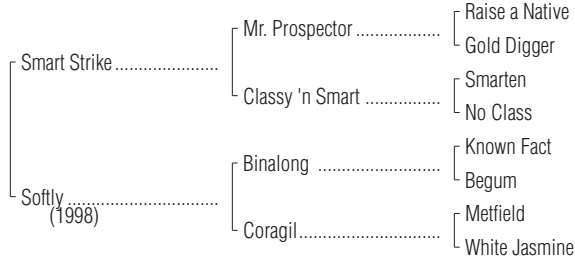 Raise a Native
Mr. Prospector ..................
Gold Digger
Smart Strike ......................
Smarten
Classy 'n Smart ................
No Class
Known Fact
Binalong ..........................
Begum
Softly ................................
(1998)
Metfield
Coragil ..............................
White Jasmine